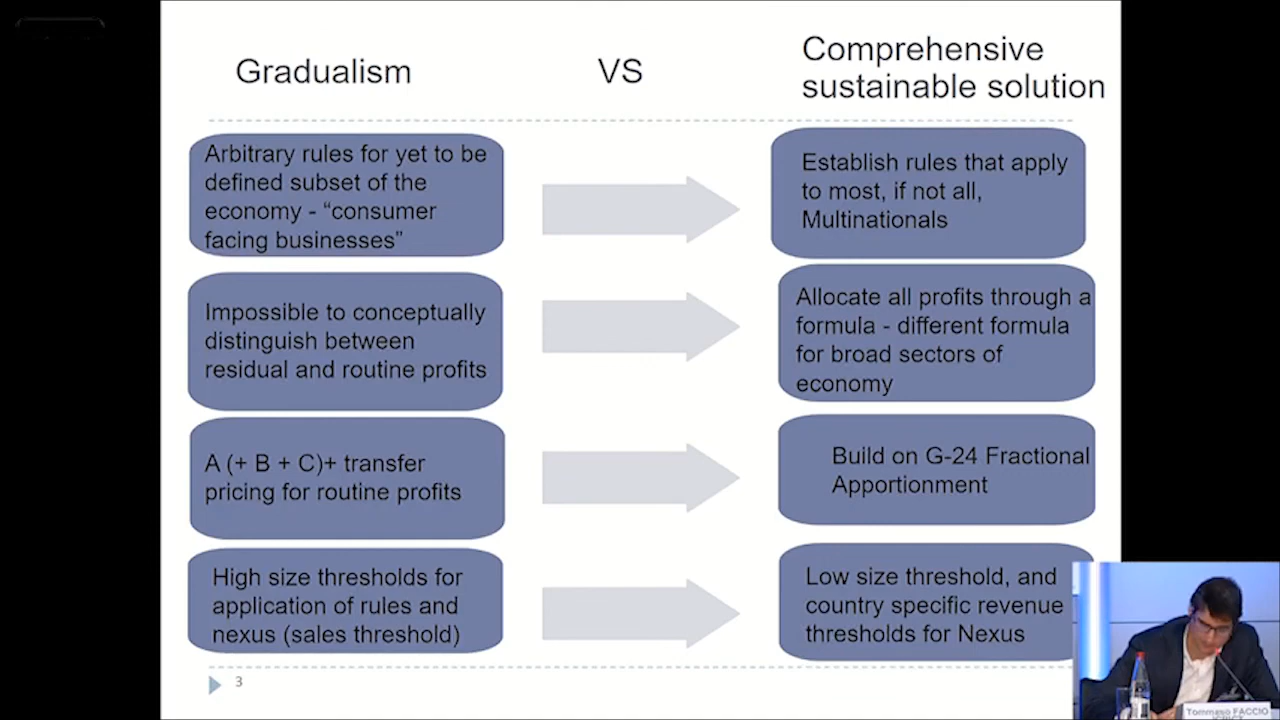 Gradualism
VS
Comprehensive
sustainable solution
Arbitrary rules for yet to be
defined subset of the
economy - “consumer
facing businesses”
Establish rules that apply
to most, if not all,
Multinationals
Impossible to conceptually
distinguish between
residual and routine profits
Allocate all profits through a
formula - different formula
for broad sectors of
economy
A (+ B + C)+ transfer
pricing for routine profits
Build on G-24 Fractional
Apportionment
High size thresholds for
application of rules and
nexus (sales threshold)
Low size threshold, and
country specific revenue
thresholds for Nexus
3
Tommaso FACCIO